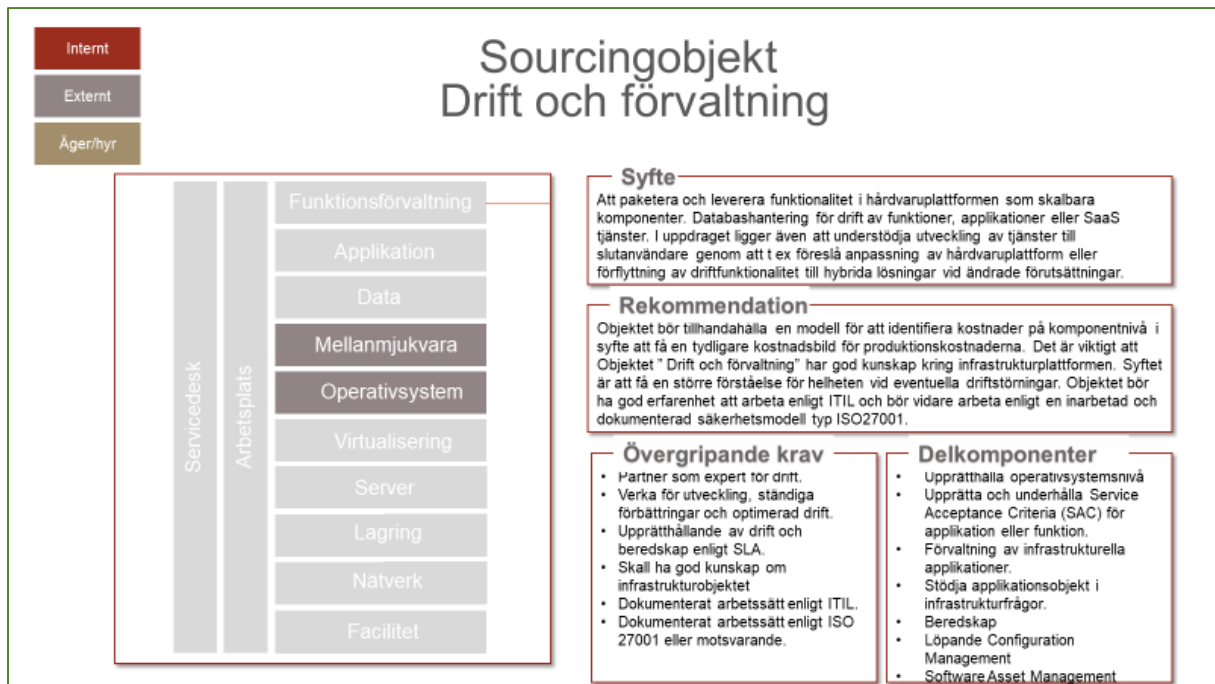 Internt
Externt
Äger/hyr
Sourcingobjekt
Drift och förvaltning
Servicedesk
Arbetsplats
Funktionsförvaltning
Applikation
Data
Mellanmjukvara
Operativsystem
Virtualisering
Server
Lagring
Nätverk
Facilitet
Syfte
Att paketera och leverera funktionalitet i hårdvaruplattformen som skalbara
komponenter. Databashantering för drift av funktioner, applikationer eller SaaS
tjänster. I uppdraget ligger även att understödja utveckling av tjänster till
slutanvändare genom att t ex föreslå anpassning av hårdvaruplattform eller
förflyttning av driftfunktionalitet till hybrida lösningar vid ändrade förutsättningar.
Rekommendation
Objektet bör tillhandahålla en modell för att identifiera kostnader på komponentnivå i
syfte att få en tydligare kostnadsbild för produktionskostnaderna. Det är viktigt att
Objektet " Drift och förvaltning" har god kunskap kring infrastrukturplattformen. Syftet
är att få en större förståelse för helheten vid eventuella driftstörningar. Objektet bör
ha god erfarenhet att arbeta enligt ITIL och bör vidare arbeta enligt en inarbetad och
dokumenterad säkerhetsmodell typ ISO27001.
Övergripande krav
• Partner som expert för drift.
• Verka för utveckling, ständiga
förbättringar och optimerad drift.
• Upprätthållande av drift och
beredskap enligt SLA.
• Skall ha god kunskap om
infrastrukturobjektet
• Dokumenterat arbetssätt enligt ITIL.
• Dokumenterat arbetssätt enligt ISO
27001 eller motsvarande.
Delkomponenter
• Upprätthålla operativsystemsnivå
• Upprätta och underhålla Service
Acceptance Criteria (SAC) för
applikation eller funktion.
• Förvaltning av infrastrukturella
applikationer.
• Stödja applikationsobjekt i
infrastrukturfrågor.
• Beredskap
• Löpande Configuration
Management
• Software Asset Management